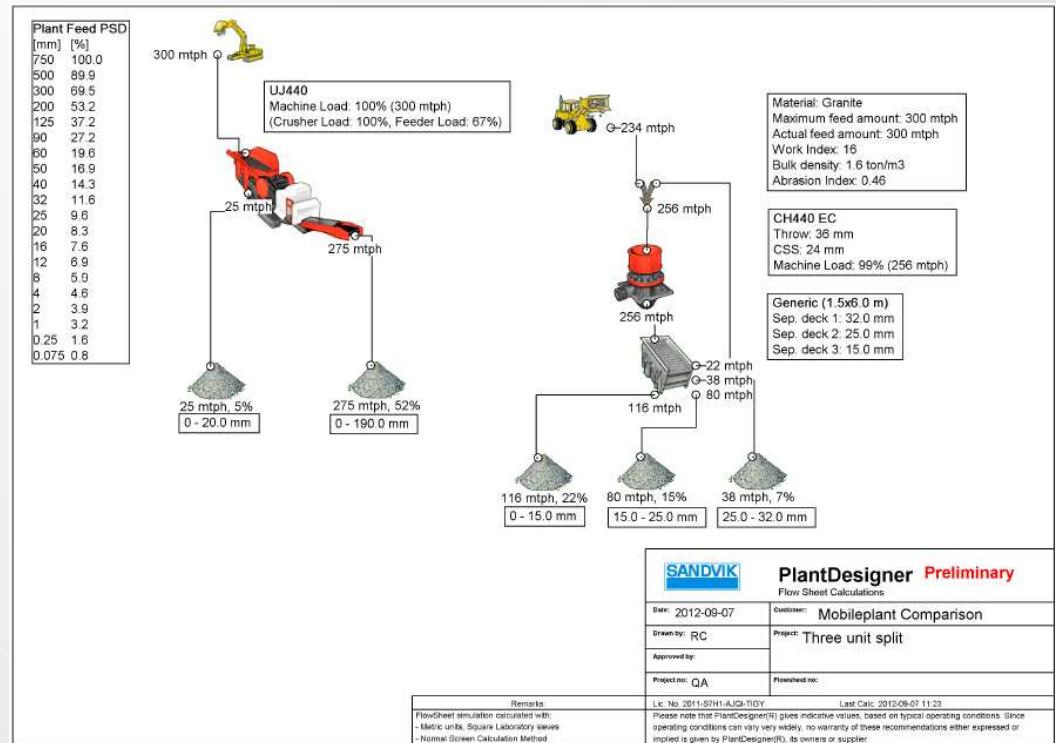 Plant Feed PSD
[mm] [%]
750 100.0
500 89.9
300 69.5
200 53.2
125 37.2
90 27.2
60 19.6
50 16.9
40 14.3
32 11.6
25 9.6
20 8.3
16 7.6
12 6.9
8 5.9
4 4.6
2 3.9
1 3.2
0.25 1.6
0.075 0.8
300 mtph
UJ440
Machine Load: 100% (300 mtph)
(Crusher Load: 100%, Feeder Load: 67%)
25 mtph
275 mtph
25 mtph, 5%
0 - 20.0 mm
275 mtph, 52%
0 - 190.0 mm
234 mtph
256 mtph
256 mtph
22 mtph
38 mtph
80 mtph
116 mtph
116 mtph, 22%
0 - 15.0 mm
80 mtph, 15%
15.0 - 25.0 mm
38 mtph, 7%
25.0 - 32.0 mm
Material: Granite
Maximum feed amount: 300 mtph
Actual feed amount: 300 mtph
Work Index: 16
Bulk density: 1.6 ton/m3
Abrasion Index: 0.46
CH440 EC
Throw: 36 mm
CSS: 24 mm
Machine Load: 99% (256 mtph)
Generic (1.5x6.0 m)
Sep. deck 1: 32.0 mm
Sep. deck 2: 25.0 mm
Sep. deck 3: 15.0 mm
SANDVIK
PlantDesigner Preliminary
Flow Sheet Calculations
Date: 2012-09-07
Customer: Mobileplant Comparison
Drawn by: RC
Project: Three unit split
Approved by:
Project no: QA
Flowsheet no:
Remarks:
FlowSheet simulation calculated with:
- Metric units, Square Laboratory sieves
- Normal Screen Calculation Method
Lic. No. 2011-S7H1-AJQI-TIGY Last Calc. 2012-09-07 11:23
Please note that PlantDesigner(R) gives indicative values, based on typical operating conditions. Since
operating conditions can vary very widely, no warranty of these recommendations either expressed or
implied is given by PlantDesigner(R), its owners or supplier